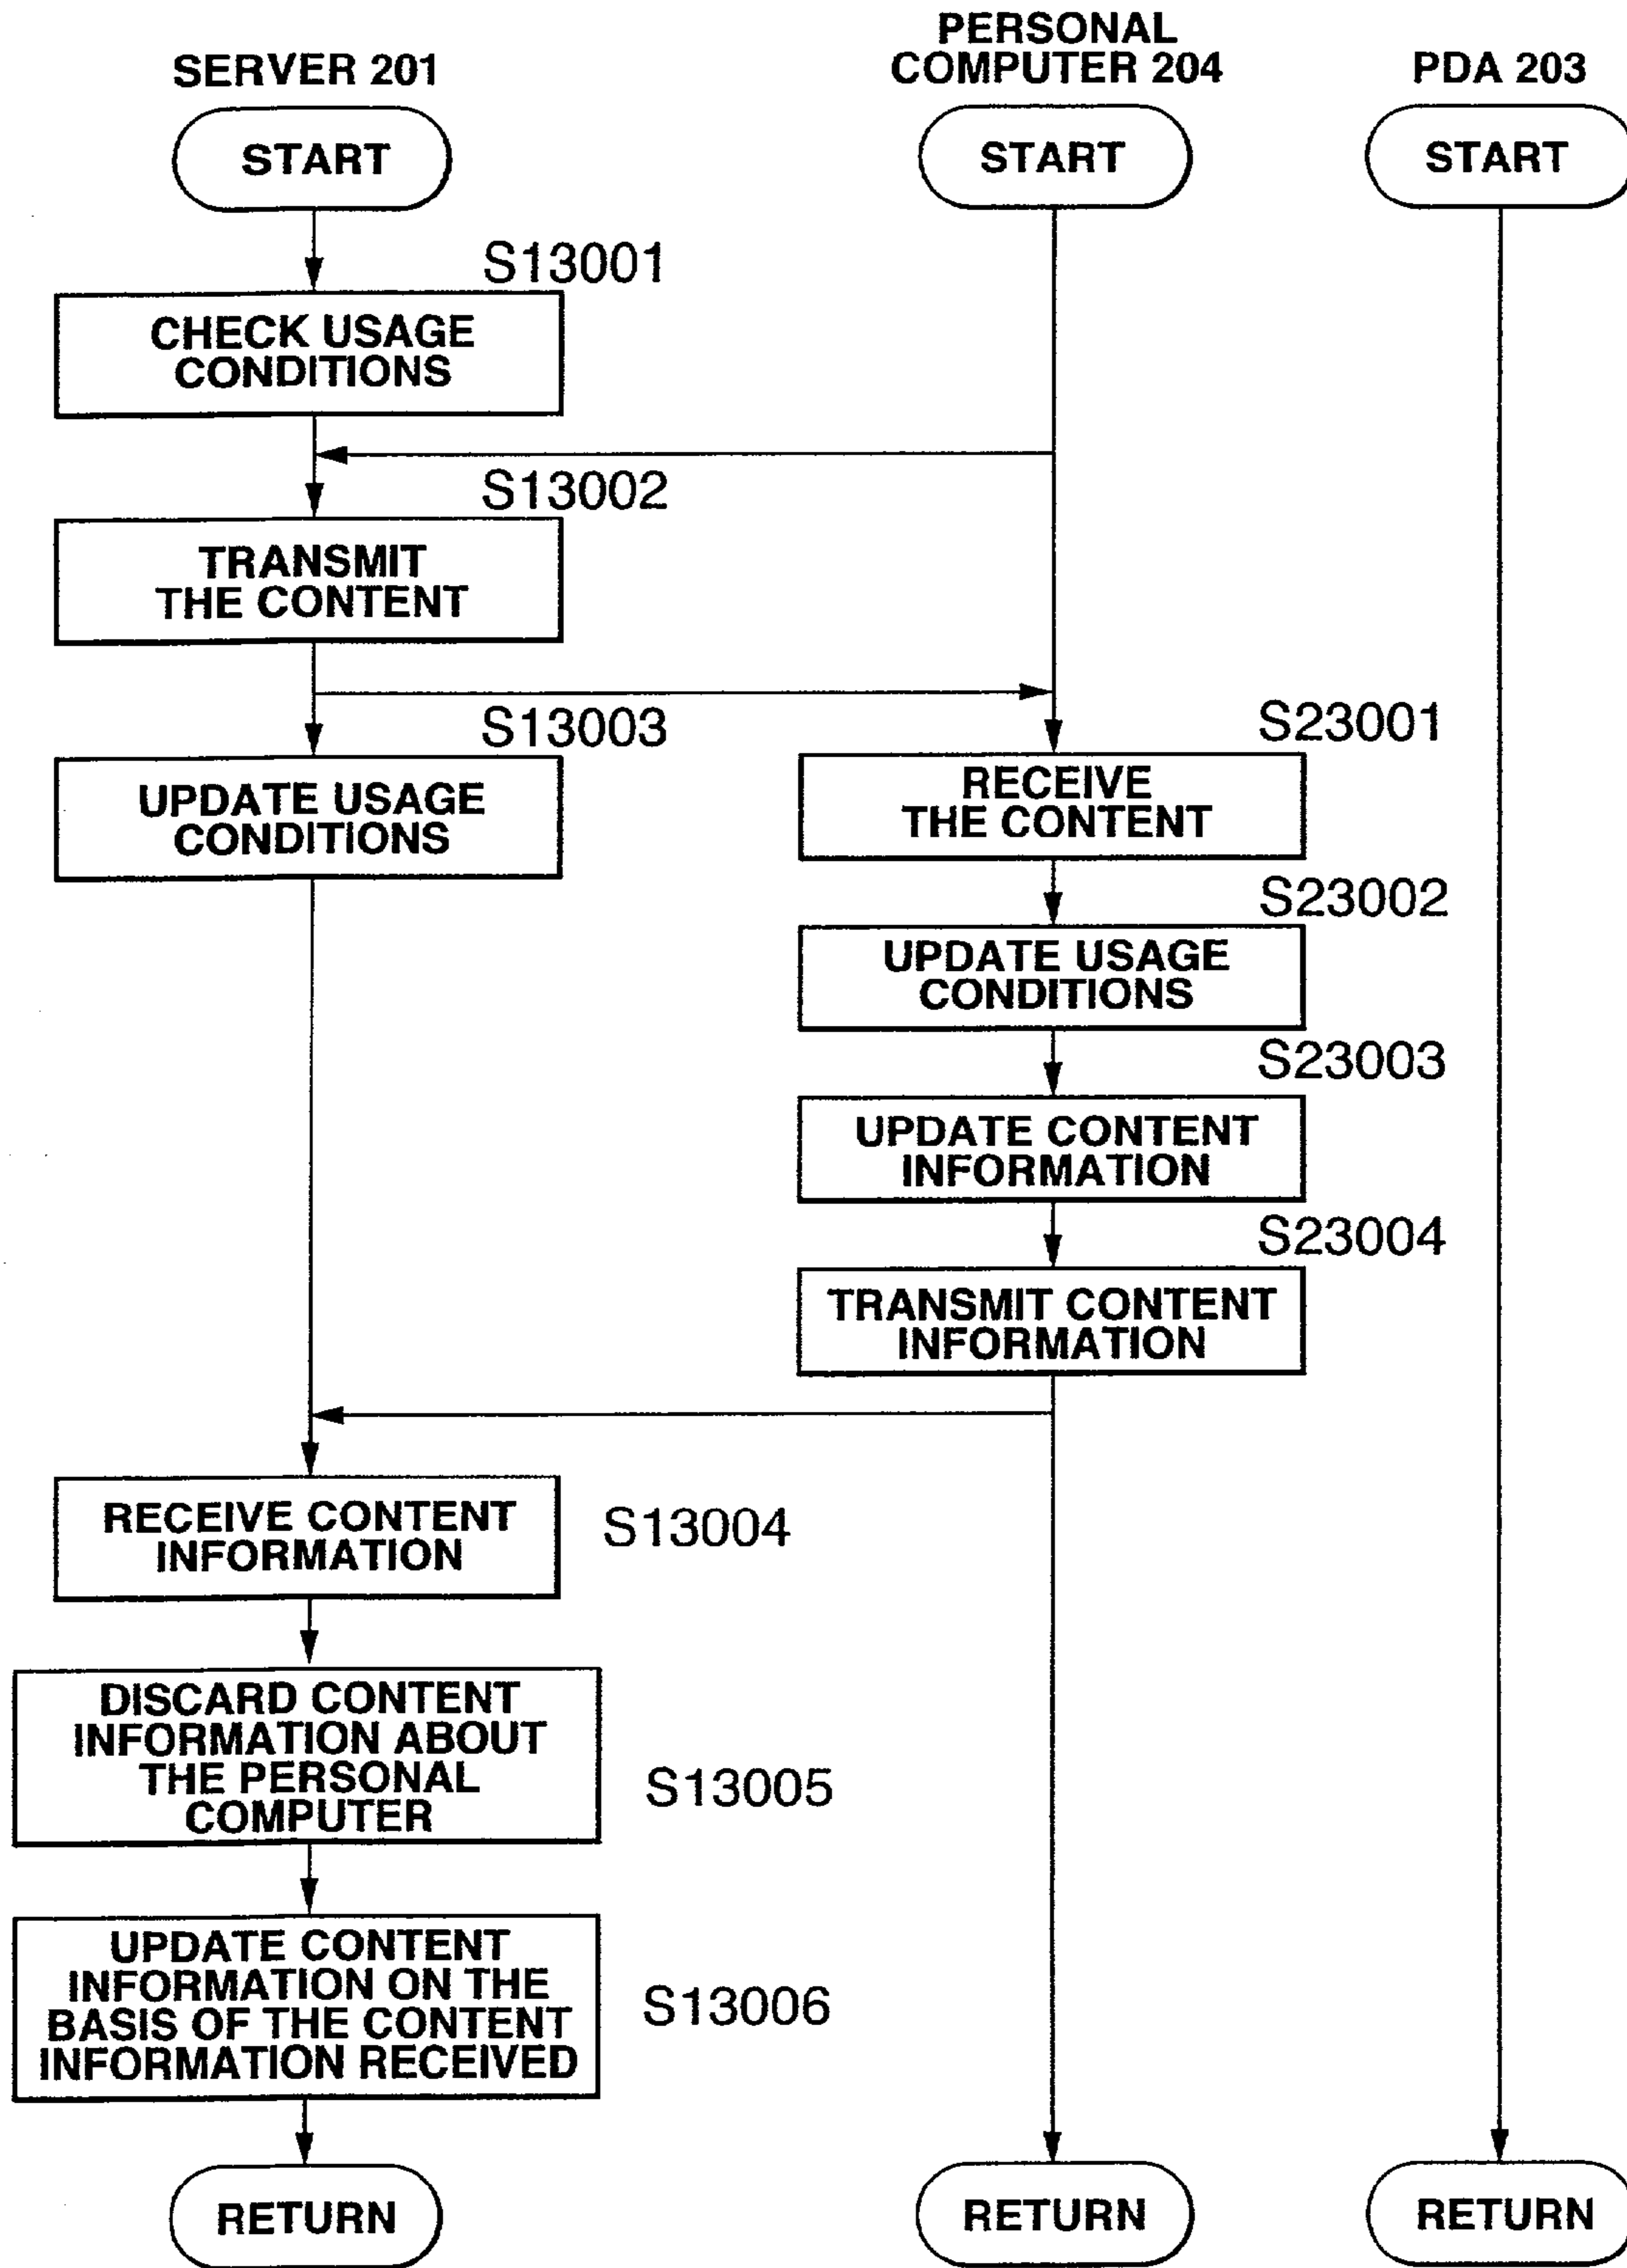 SERVER 201
PERSONAL
COMPUTER 204
PDA 203
START
START
START
S13001
CHECK USAGE
CONDITIONS
S13002
TRANSMIT
THE CONTENT
S13003
UPDATE USAGE
CONDITIONS
S23001
RECEIVE
THE CONTENT
S23002
UPDATE USAGE
CONDITIONS
S23003
UPDATE CONTENT
INFORMATION
S23004
TRANSMIT CONTENT
INFORMATION
RECEIVE CONTENT
INFORMATION
S13004
DISCARD CONTENT
INFORMATION ABOUT
THE PERSONAL
COMPUTER
S13005
UPDATE CONTENT
INFORMATION ON THE
BASIS OF THE CONTENT
INFORMATION RECEIVED
S13006
RETURN
RETURN
RETURN